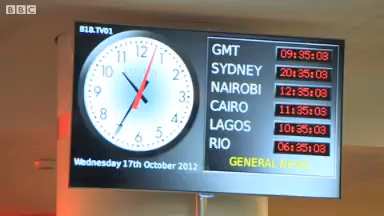 BBC
B1B.TV01
12
1
2
3
4
5
6
7
8
9
10
11
Wednesday 17th October 2012
GMT 09:35:03
SYDNEY 20:35:03
NAIROBI 12:35:03
CAIRO 11:35:03
LAGOS 10:35:03
RIO 06:35:03
GENERAL NEWS